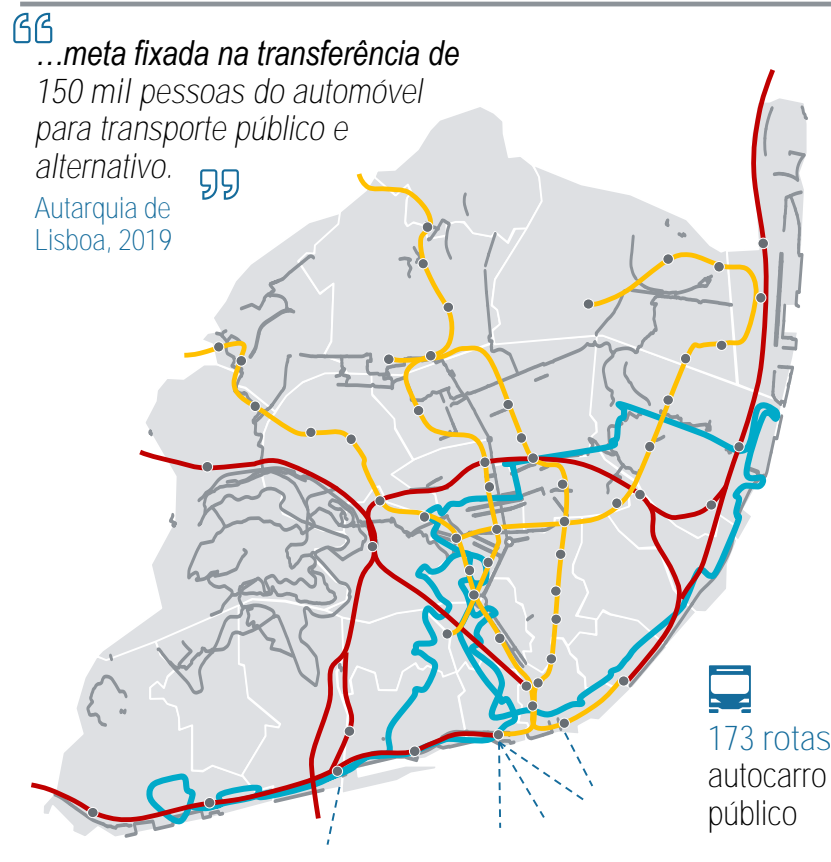 “…meta fixada na transferência de
150 mil pessoas do automóvel
para transporte público e
alternativo.”
Autarquia de
Lisboa, 2019
173 rotas
autocarro
público